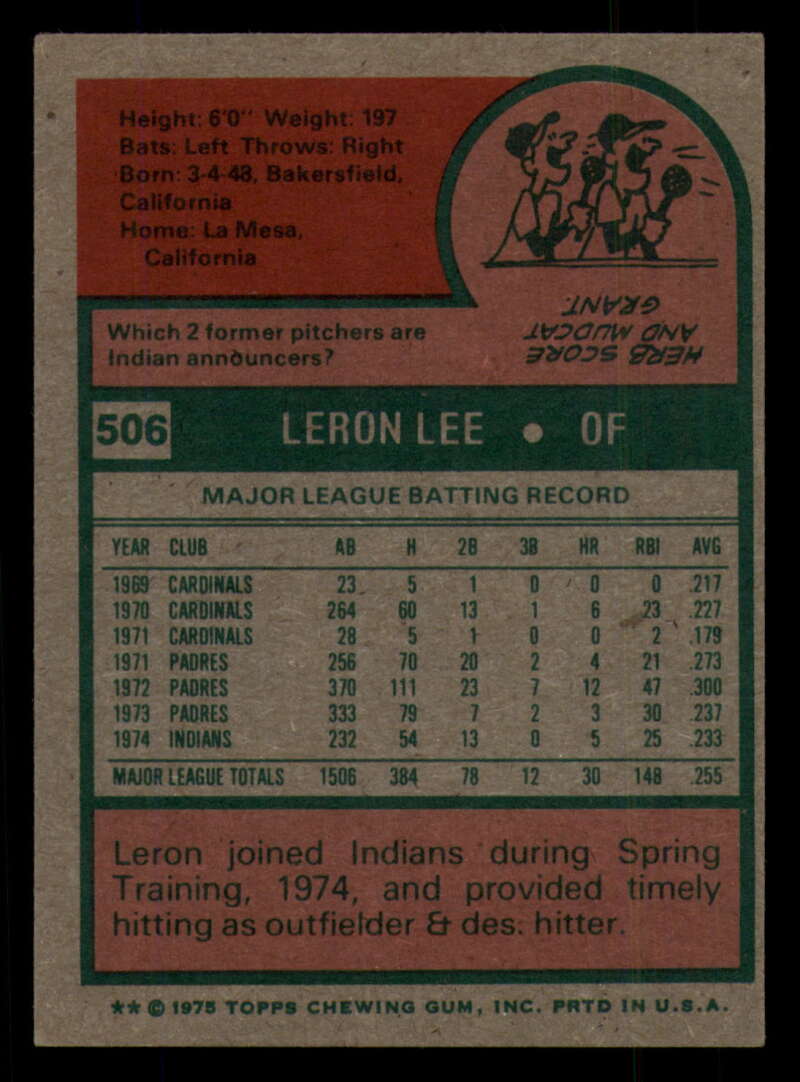 Height: 6'0" Weight: 197
Bats: Left Throws: Right
Born: 3-4-48, Bakersfield,
California
Home: La Mesa,
California
Which 2 former pitchers are
Indian announcers?
HERB SCORE
AND MUDCAT
GRANT.
506 LERON LEE • OF
MAJOR LEAGUE BATTING RECORD
YEAR CLUB AB H 2B 3B HR RBI AVG
1969 CARDINALS 23 5 1 0 0 0 .217
1970 CARDINALS 264 60 13 1 6 23 .227
1971 CARDINALS 28 5 1 0 0 2 .179
1971 PADRES 256 70 20 2 4 21 .273
1972 PADRES 370 111 23 7 12 47 .300
1973 PADRES 333 79 7 2 3 30 .237
1974 INDIANS 232 54 13 0 5 25 .233
MAJOR LEAGUE TOTALS 1506 384 78 12 30 148 .255
Leron joined Indians during Spring
Training, 1974, and provided timely
hitting as outfielder & des. hitter.
** © 1975 TOPPS CHEWING GUM, INC. PRTD IN U.S.A.